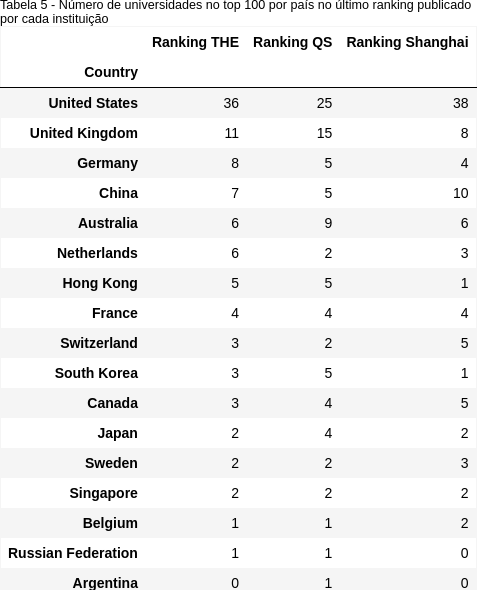 Tabela 5 - Número de universidades no top 100 por país no último ranking publicado
por cada instituição
Ranking THE Ranking QS Ranking Shanghai
Country
United States 36 25 38
United Kingdom 11 15 8
Germany 8 5 4
China 7 5 10
Australia 6 9 6
Netherlands 6 2 3
Hong Kong 5 5 1
France 4 4 4
Switzerland 3 2 5
South Korea 3 5 1
Canada 3 4 5
Japan 2 4 2
Sweden 2 2 3
Singapore 2 2 2
Belgium 1 1 2
Russian Federation 1 1 0
Argentina 0 1 0